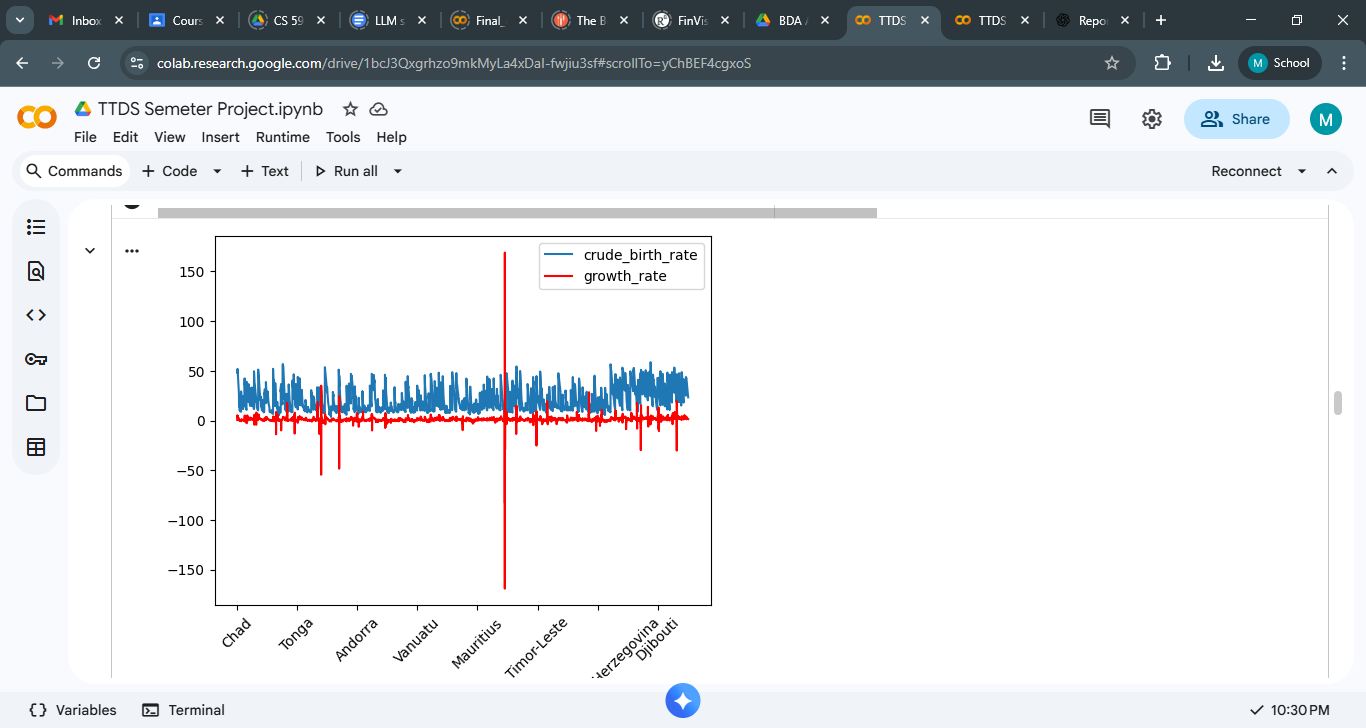 Inbox
Cours
CS 59
LLM s
Final_
The B
FinVis
BDA /
TTDS
TTDS
Repo
colab.research.google.com/drive/1bcJ3Qxgrhzo9mkMyLa4xDaI-fwjiu3sf#scrollTo=yChBEF4cgxoS
M School
TTDS Semeter Project.ipynb
File Edit View Insert Runtime Tools Help
Share
M
Commands + Code + Text Run all
Reconnect
crude_birth_rate
growth_rate
150
100
50
0
−50
−100
−150
Chad
Tonga
Andorra
Vanuatu
Mauritius
Timor-Leste
Herzegovina
Djibouti
Variables
Terminal
10:30 PM